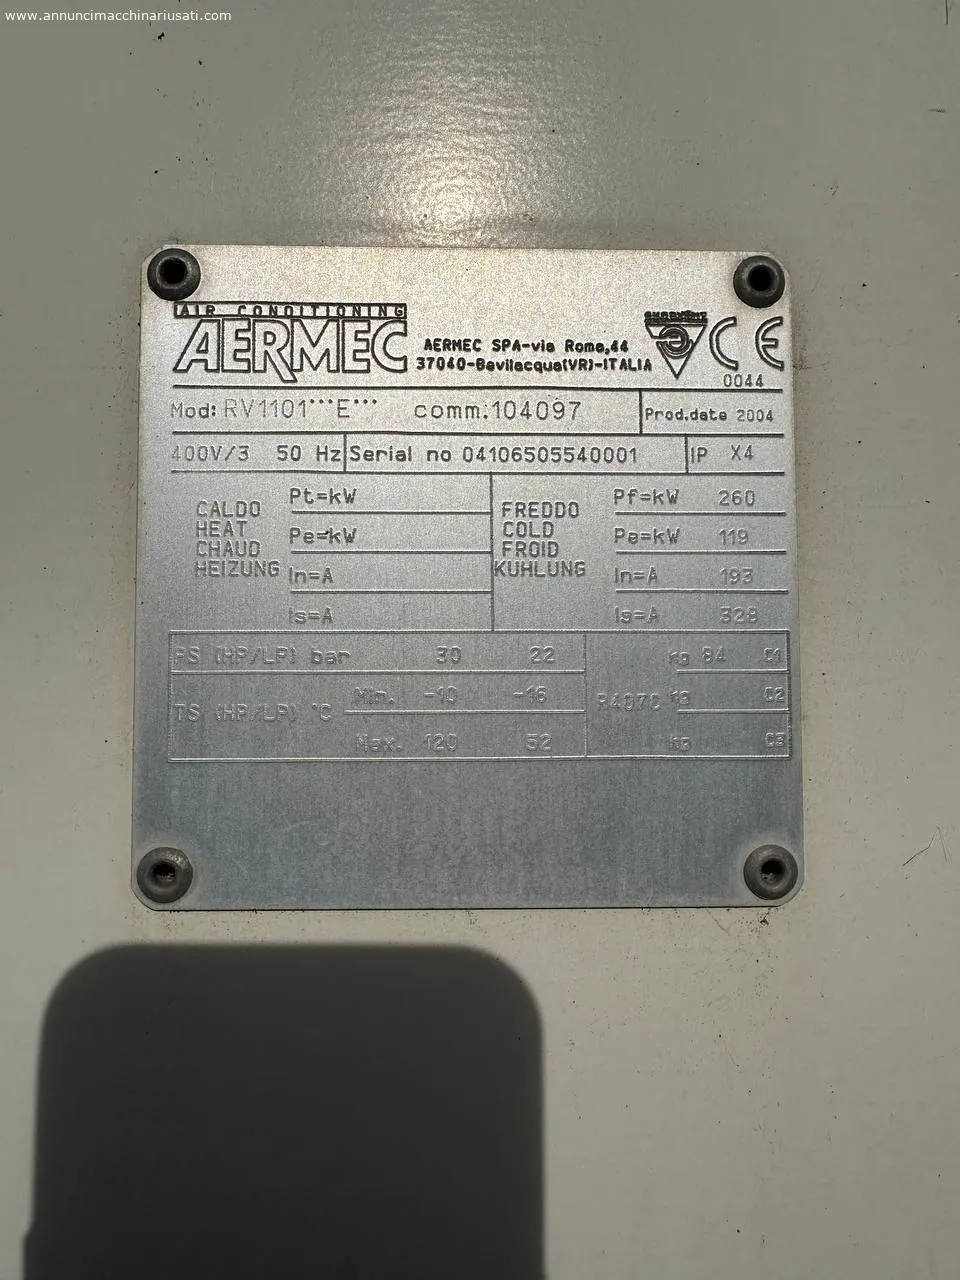 www.annuncimacchinariusati.com
AIR CONDITIONING
AERMEC
AERMEC SPA-via Roma,44
37040-Bevilacqua(VR)-ITALIA
CE
0044
Mod: RV1101°°°E°°° comm.:104097 Prod.date 2004
400V/3 50 Hz Serial no 04106505540001 IP X4
CALDO
HEAT
CHAUD
HEIZUNG
Pt=kW
Pe=kW
In=A
Is=A
FREDDO
COLD
FROID
KUHLUNG
Pf=kW 260
Pe=kW 119
In=A 193
Is=A 328
PS (HP/LP) bar 30 22
TS (HP/LP) °C
Min. -10 -16
Max. 120 52
R407C
kg 84 C1
kg C2
kg C3